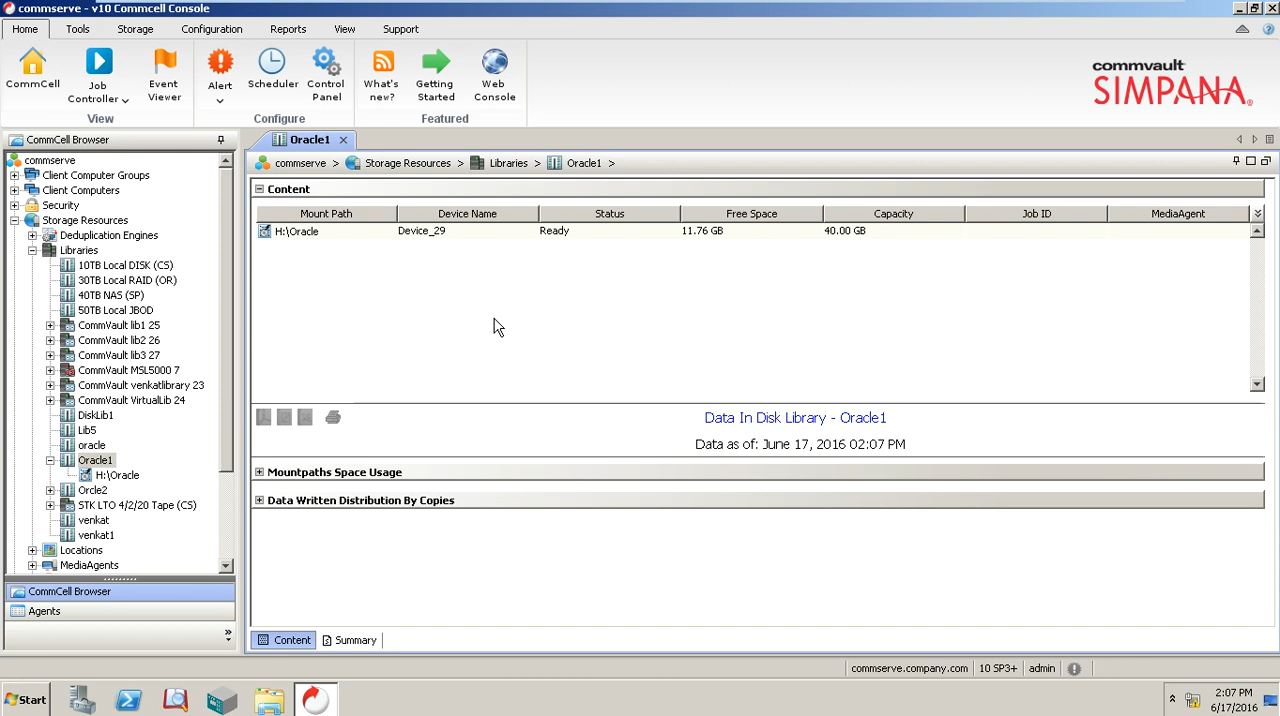 commserve - v10 Commcell Console
Home Tools Storage Configuration Reports View Support
CommCell
Job Controller
Event Viewer
Alert
Scheduler
Control Panel
What's new?
Getting Started
Web Console
View
Configure
Featured
commvault
SIMPANA
CommCell Browser
commserve
Client Computer Groups
Client Computers
Security
Storage Resources
Deduplication Engines
Libraries
10TB Local DISK (CS)
30TB Local RAID (OR)
40TB NAS (SP)
50TB Local JBOD
CommVault lib1 25
CommVault lib2 26
CommVault lib3 27
CommVault MSL5000 7
CommVault venkatlibrary 23
CommVault VirtualLib 24
DiskLib1
Lib5
oracle
Oracle1
H:\Oracle
Orcle2
STK LTO 4/2/20 Tape (CS)
venkat
venkat1
Locations
MediaAgents
CommCell Browser
Agents
Oracle1
commserve > Storage Resources > Libraries > Oracle1 >
Content
Mount Path Device Name Status Free Space Capacity Job ID MediaAgent
H:\Oracle Device_29 Ready 11.76 GB 40.00 GB
Data In Disk Library - Oracle1
Data as of: June 17, 2016 02:07 PM
Mountpaths Space Usage
Data Written Distribution By Copies
Content Summary
commserve.company.com 10 SP3+ admin
Start
2:07 PM
6/17/2016